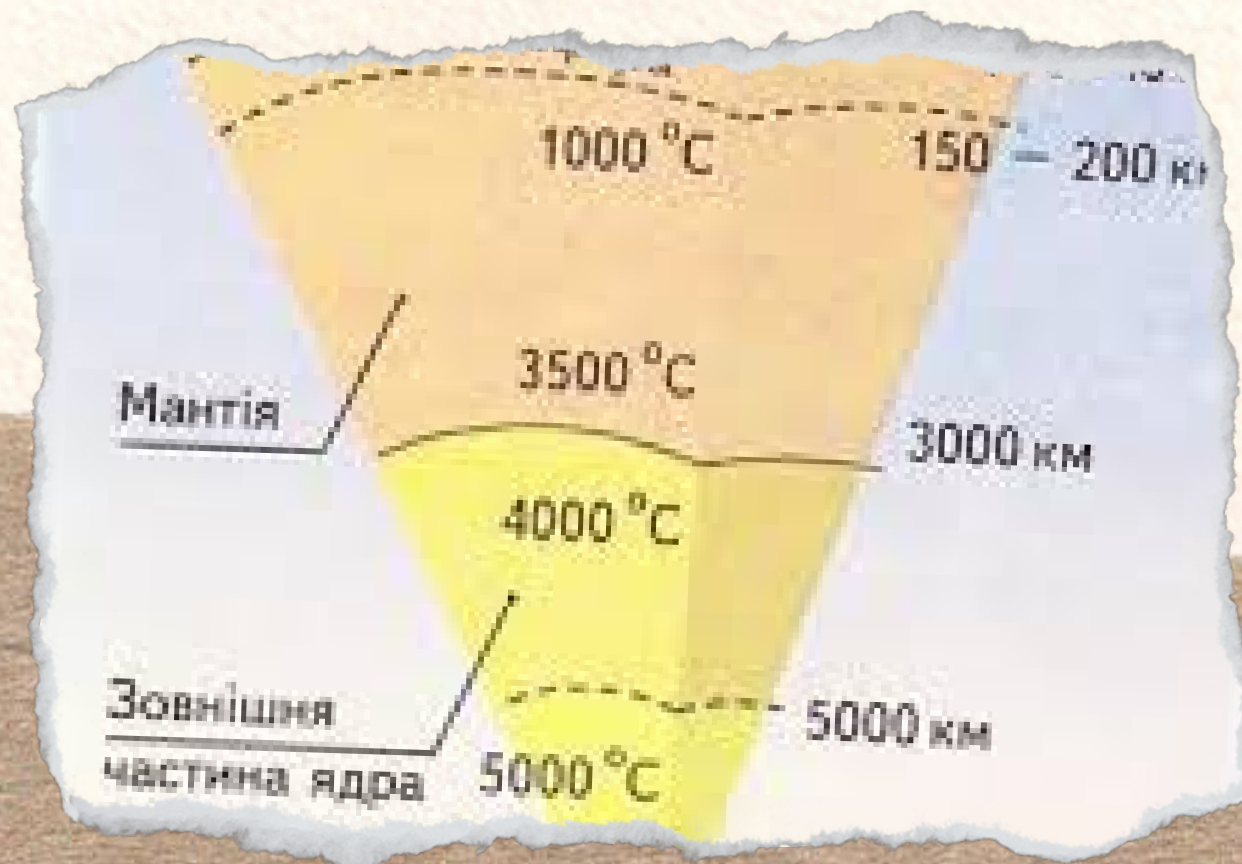 1000 °C
150 – 200 км
3500 °C
Мантія
3000 км
4000 °C
Зовнішня
частина ядра
5000 км
5000 °C